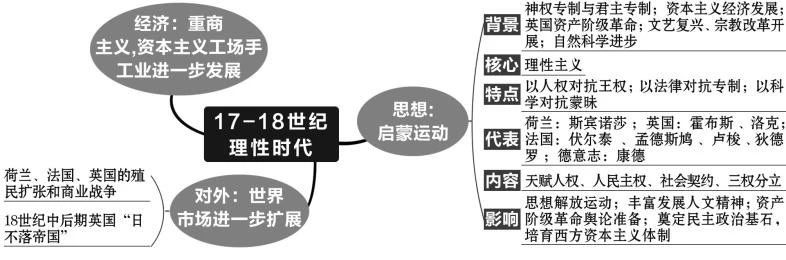 经济：重商
主义,资本主义工场手
工业进一步发展
17-18世纪
理性时代
思想：
启蒙运动
背景
神权专制与君主专制；资本主义经济发展；
英国资产阶级革命；文艺复兴、宗教改革开
展；自然科学进步
核心
理性主义
特点
以人权对抗王权；以法律对抗专制；以科
学对抗蒙昧
代表
荷兰：斯宾诺莎；英国：霍布斯、洛克；
法国：伏尔泰、孟德斯鸠、卢梭、狄德
罗；德意志：康德
内容
天赋人权、人民主权、社会契约、三权分立
影响
思想解放运动；丰富发展人文精神；资产
阶级革命舆论准备；奠定民主政治基石，
培育西方资本主义体制
对外：世界
市场进一步扩展
荷兰、法国、英国的殖
民扩张和商业战争
18世纪中后期英国“日
不落帝国”